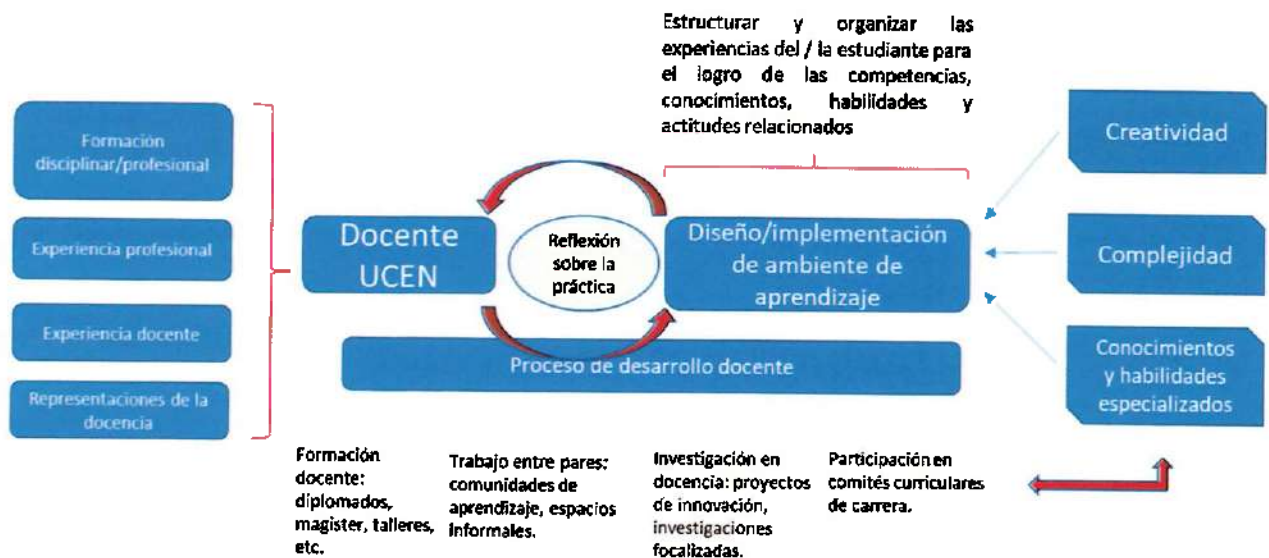 Estructurar y organizar las
experiencias del / la estudiante para
el logro de las competencias,
conocimientos, habilidades y
actitudes relacionados
Formación
disciplinar/profesional
Experiencia profesional
Experiencia docente
Representaciones de la
docencia
Docente
UCEN
Reflexión
sobre la
práctica
Diseño/implementación
de ambiente de
aprendizaje
Proceso de desarrollo docente
Creatividad
Complejidad
Conocimientos
y habilidades
especializados
Formación
docente:
diplomados,
magister, talleres,
etc.
Trabajo entre pares:
comunidades de
aprendizaje, espacios
informales.
Investigación en
docencia: proyectos
de innovación,
investigaciones
focalizadas.
Participación en
comités curriculares
de carrera.